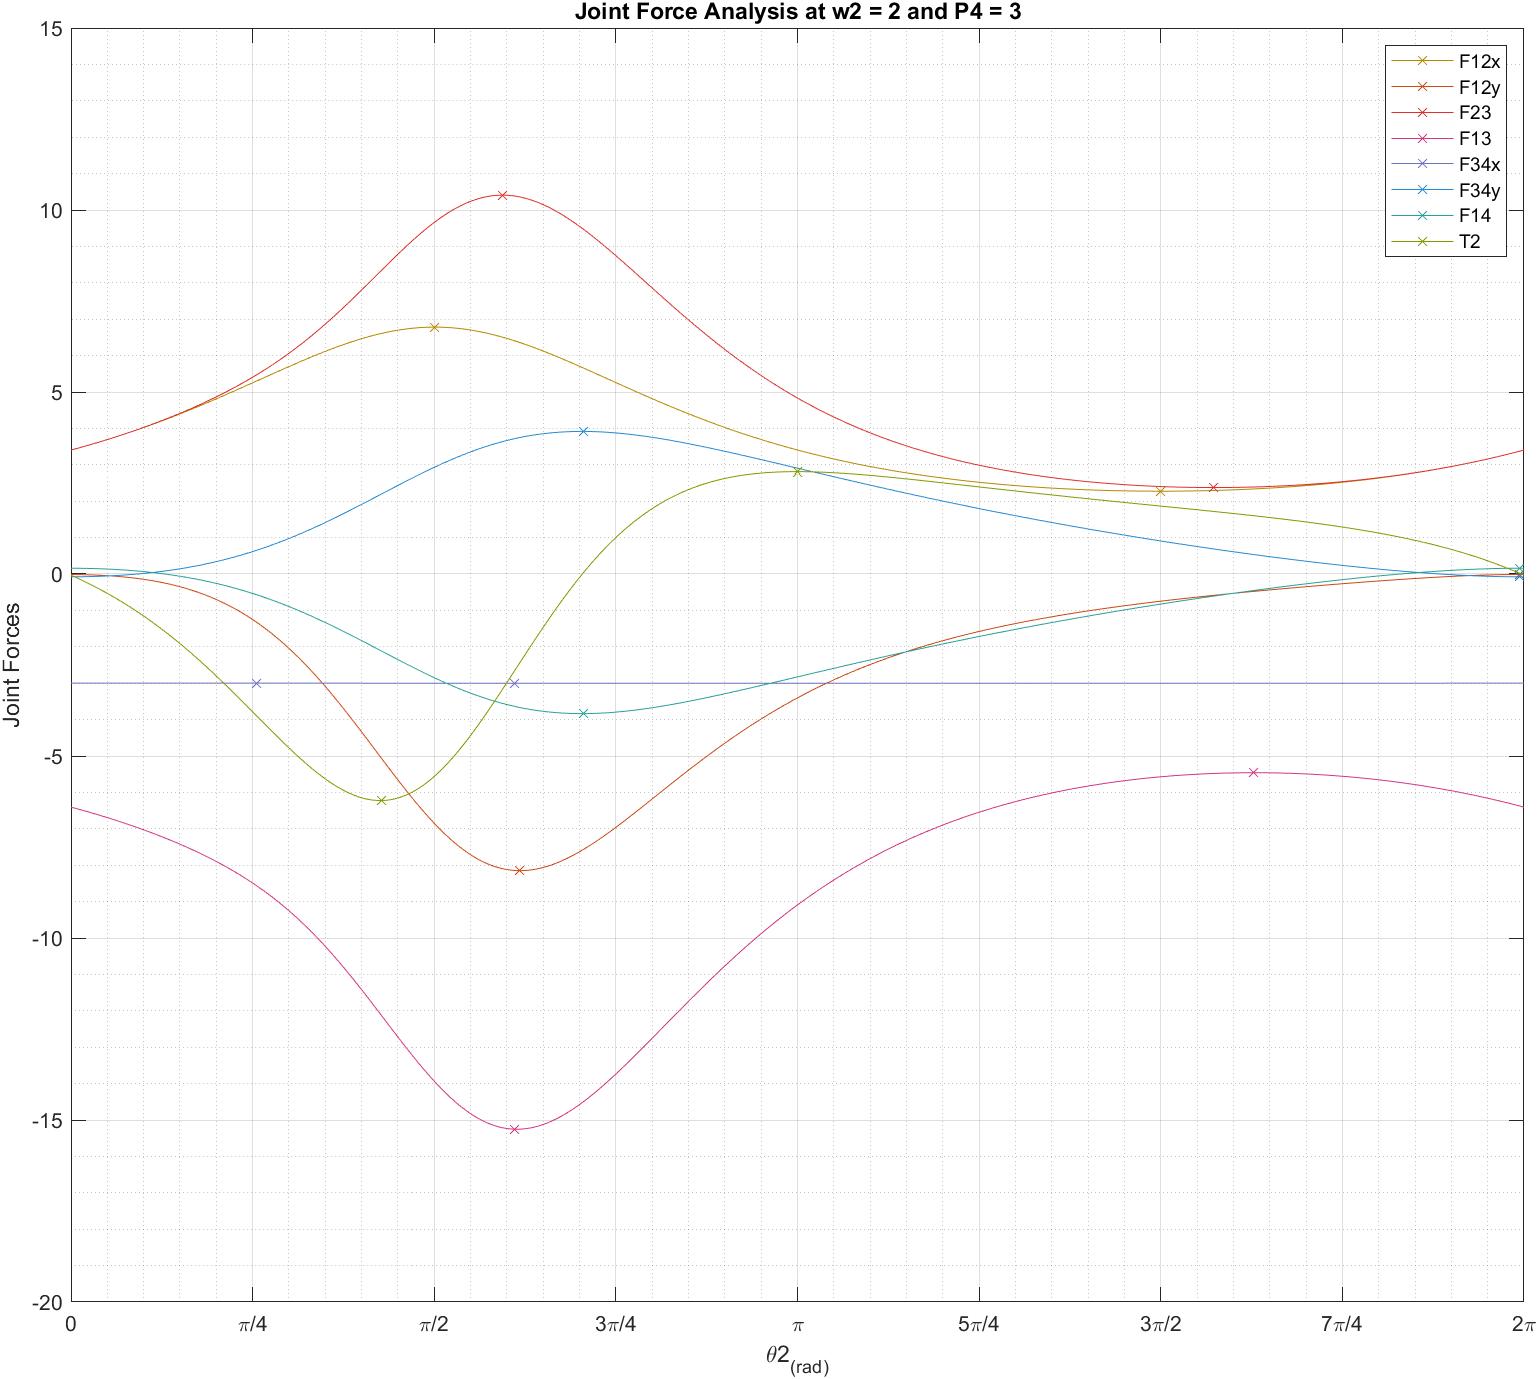 Joint Force Analysis at w2 = 2 and P4 = 3
15
10
5
0
-5
-10
-15
-20
Joint Forces
F12x
F12y
F23
F13
F34x
F34y
F14
T2
0 π/4 π/2 3π/4 π 5π/4 3π/2 7π/4 2π
θ2(rad)